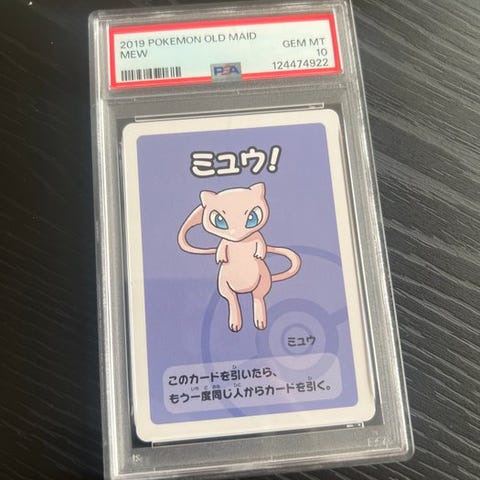 2019 POKEMON OLD MAID
MEW
GEM MT
10
PSA
124474922
ミュウ!
ミュウ
このカードを引いたら、
もう一度同じ人からカードを引く。